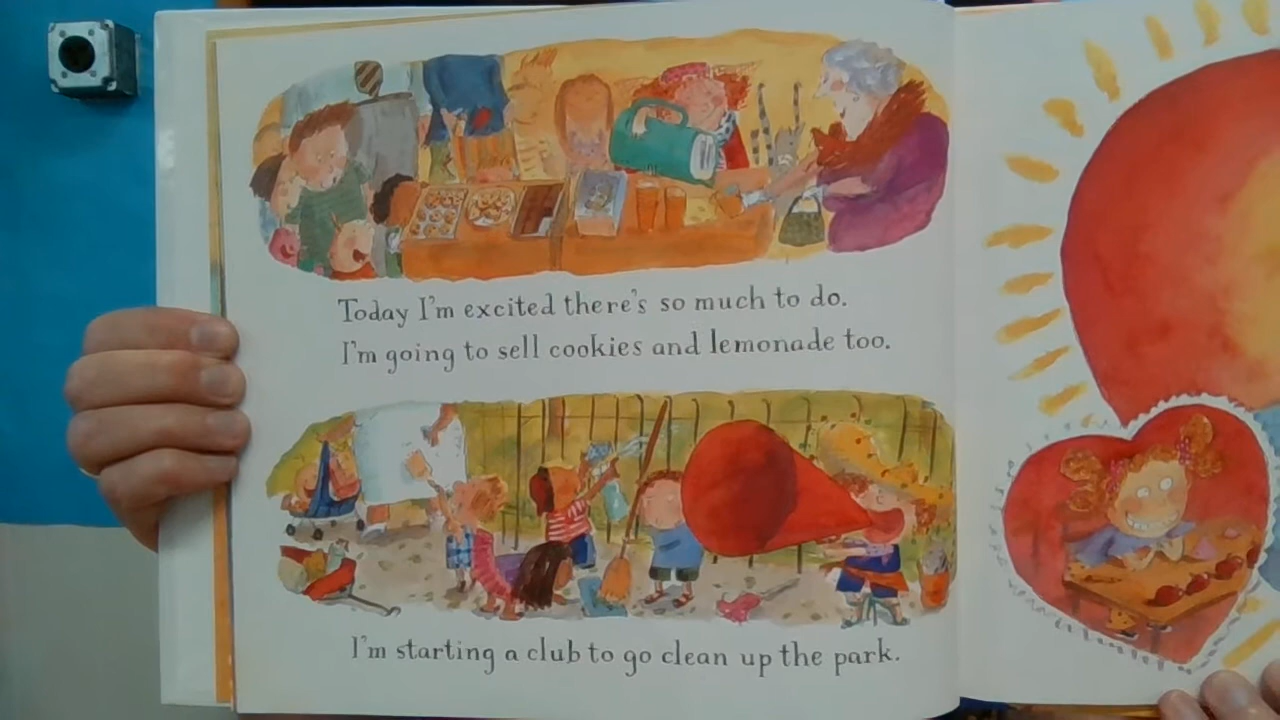 Today I'm excited there's so much to do.
I'm going to sell cookies and lemonade too.
I'm starting a club to go clean up the park.